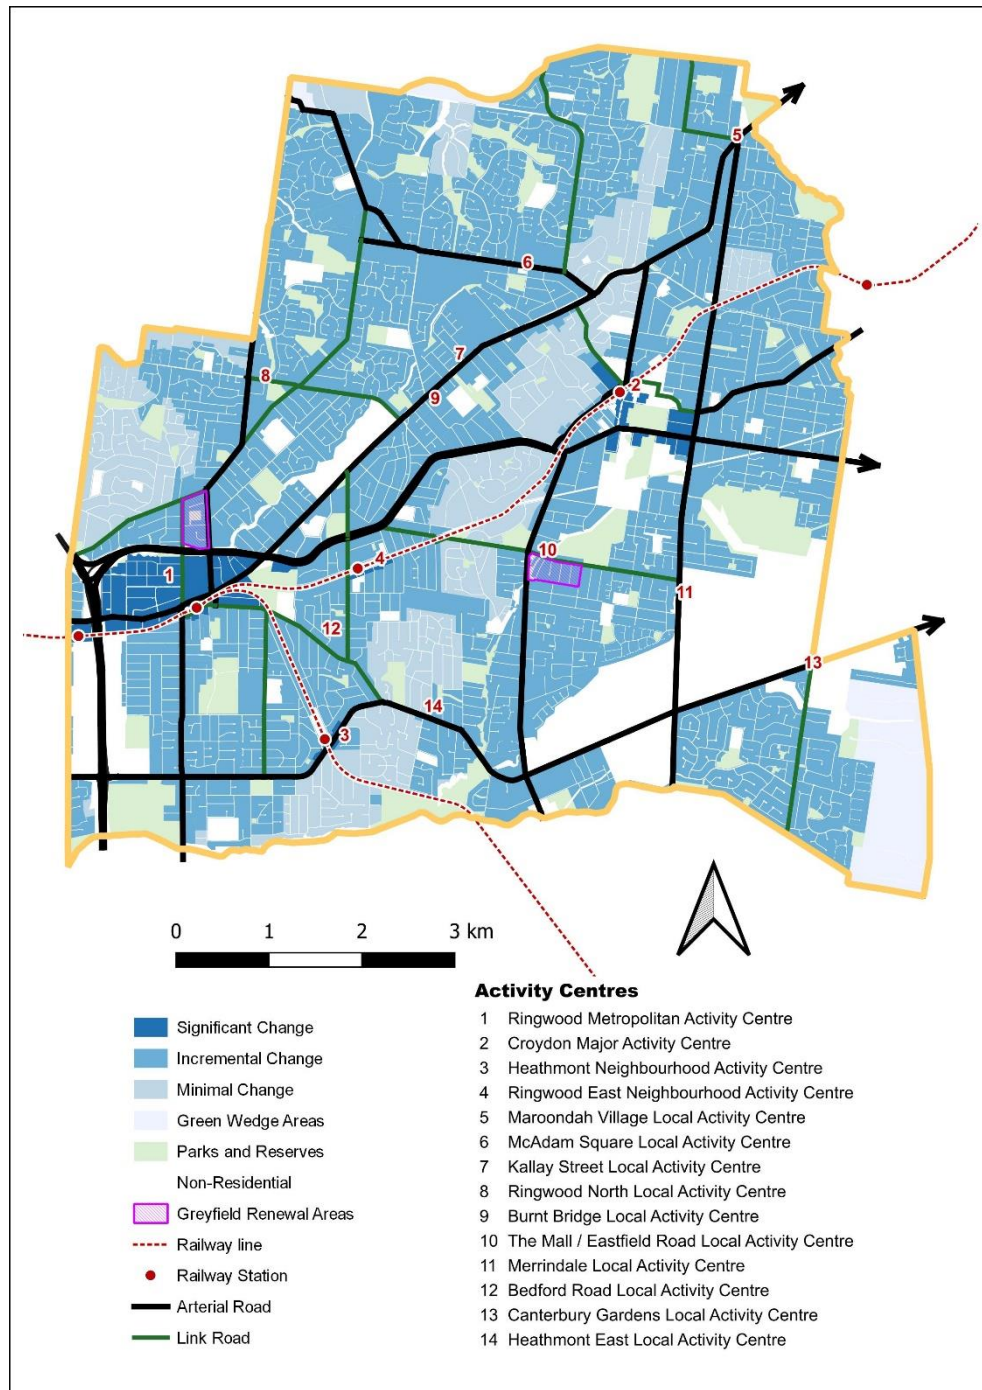 5
6
7
2
8
9
10
4
1
11
12
13
14
3
0 1 2 3 km
Significant Change
Incremental Change
Minimal Change
Green Wedge Areas
Parks and Reserves
Non-Residential
Greyfield Renewal Areas
Railway line
Railway Station
Arterial Road
Link Road
Activity Centres
1 Ringwood Metropolitan Activity Centre
2 Croydon Major Activity Centre
3 Heathmont Neighbourhood Activity Centre
4 Ringwood East Neighbourhood Activity Centre
5 Maroondah Village Local Activity Centre
6 McAdam Square Local Activity Centre
7 Kallay Street Local Activity Centre
8 Ringwood North Local Activity Centre
9 Burnt Bridge Local Activity Centre
10 The Mall / Eastfield Road Local Activity Centre
11 Merrindale Local Activity Centre
12 Bedford Road Local Activity Centre
13 Canterbury Gardens Local Activity Centre
14 Heathmont East Local Activity Centre